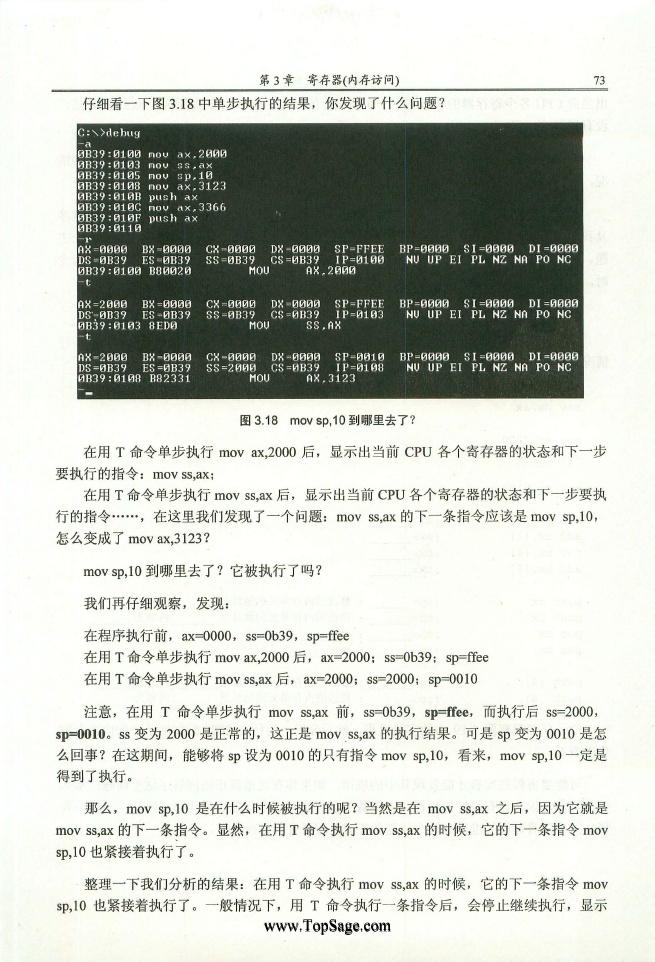 第 3 章 寄存器(内存访问) 73
仔细看一下图 3.18 中单步执行的结果，你发现了什么问题？
C:\>debug
-a
0B39:0100 mov ax,2000
0B39:0103 mov ss,ax
0B39:0105 mov sp,10
0B39:0108 mov ax,3123
0B39:010B push ax
0B39:010C mov ax,3366
0B39:010F push ax
0B39:0110
-r
AX=0000 BX=0000 CX=0000 DX=0000 SP=FFEE BP=0000 SI=0000 DI=0000
DS=0B39 ES=0B39 SS=0B39 CS=0B39 IP=0100 NV UP EI PL NZ NA PO NC
0B39:0100 B80020 MOV AX,2000
-t
AX=2000 BX=0000 CX=0000 DX=0000 SP=FFEE BP=0000 SI=0000 DI=0000
DS=0B39 ES=0B39 SS=0B39 CS=0B39 IP=0103 NV UP EI PL NZ NA PO NC
0B39:0103 8ED0 MOV SS,AX
-t
AX=2000 BX=0000 CX=0000 DX=0000 SP=0010 BP=0000 SI=0000 DI=0000
DS=0B39 ES=0B39 SS=2000 CS=0B39 IP=0108 NV UP EI PL NZ NA PO NC
0B39:0108 B82331 MOV AX,3123
-
图 3.18 mov sp,10 到哪里去了？
在用 T 命令单步执行 mov ax,2000 后，显示出当前 CPU 各个寄存器的状态和下一步
要执行的指令：mov ss,ax；
在用 T 命令单步执行 mov ss,ax 后，显示出当前 CPU 各个寄存器的状态和下一步要执
行的指令……，在这里我们发现了一个问题：mov ss,ax 的下一条指令应该是 mov sp,10，
怎么变成了 mov ax,3123？
mov sp,10 到哪里去了？它被执行了吗？
我们再仔细观察，发现：
在程序执行前，ax=0000，ss=0b39，sp=ffee
在用 T 命令单步执行 mov ax,2000 后，ax=2000；ss=0b39；sp=ffee
在用 T 命令单步执行 mov ss,ax 后，ax=2000；ss=2000；sp=0010
注意，在用 T 命令单步执行 mov ss,ax 前，ss=0b39，sp=ffee，而执行后 ss=2000，
sp=0010。ss 变为 2000 是正常的，这正是 mov ss,ax 的执行结果。可是 sp 变为 0010 是怎
么回事？在这期间，能够将 sp 设为 0010 的只有指令 mov sp,10，看来，mov sp,10 一定是
得到了执行。
那么，mov sp,10 是在什么时候被执行的呢？当然是在 mov ss,ax 之后，因为它就是
mov ss,ax 的下一条指令。显然，在用 T 命令执行 mov ss,ax 的时候，它的下一条指令 mov
sp,10 也紧接着执行了。
整理一下我们分析的结果：在用 T 命令执行 mov ss,ax 的时候，它的下一条指令 mov
sp,10 也紧接着执行了。一般情况下，用 T 命令执行一条指令后，会停止继续执行，显示
www.TopSage.com